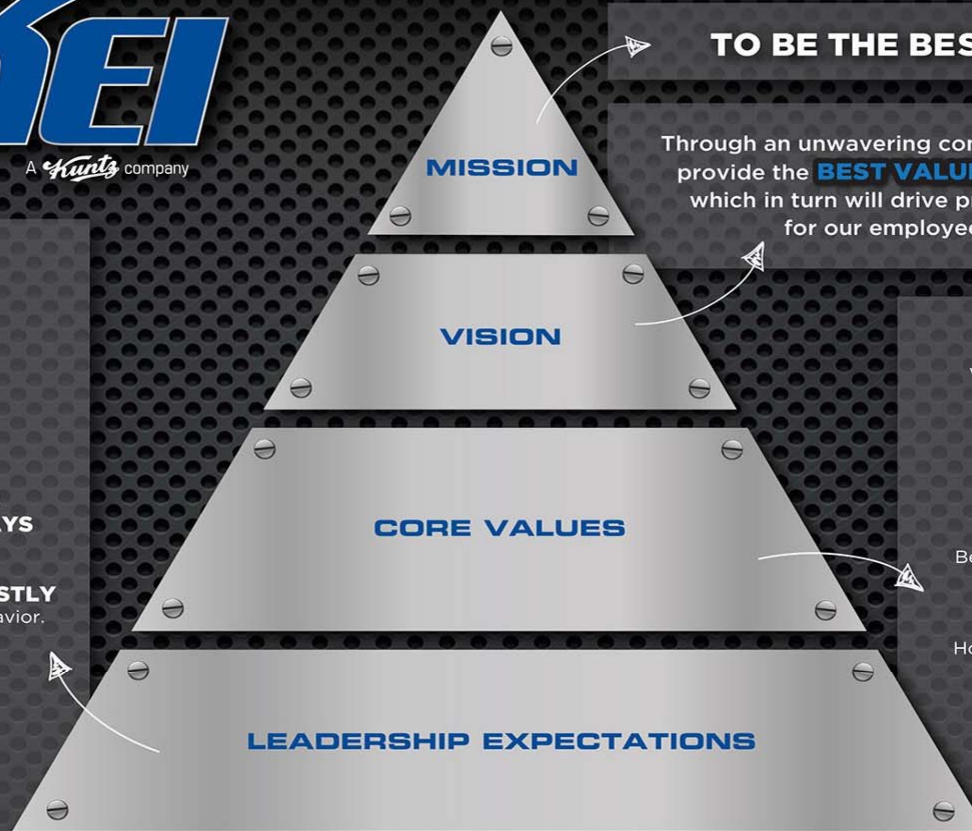 KEI
A Kuntz company
TO BE THE BES
MISSION
Through an unwavering con
provide the BEST VALU
which in turn will drive p
for our employee
VISION
CORE VALUES
YS
STLY
avior.
Be
Ho
LEADERSHIP EXPECTATIONS